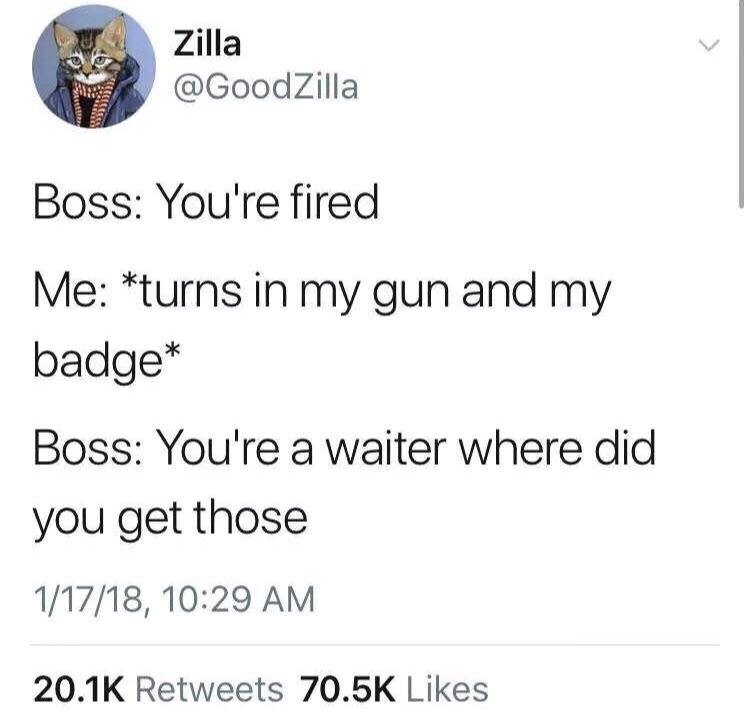 Zilla
@GoodZilla
Boss: You're fired
Me: *turns in my gun and my
badge*
Boss: You're a waiter where did
you get those
1/17/18, 10:29 AM
20.1K Retweets 70.5K Likes